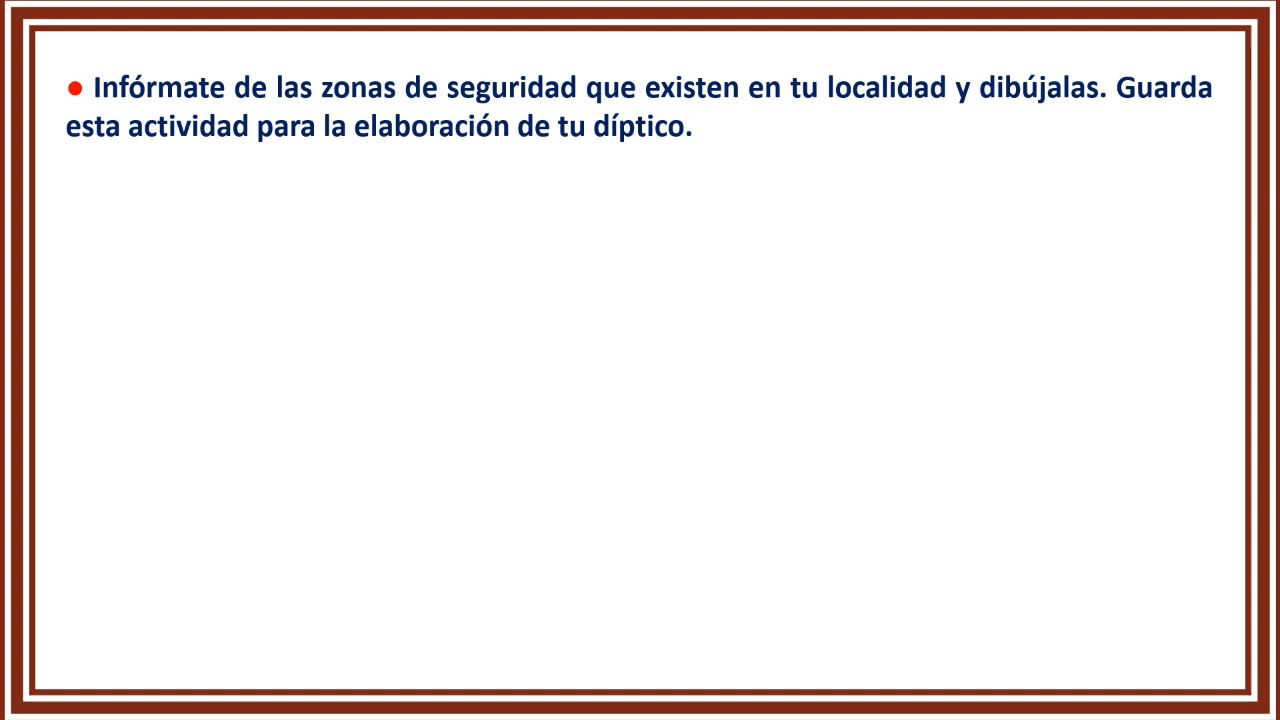 ● Infórmate de las zonas de seguridad que existen en tu localidad y dibújalas. Guarda
esta actividad para la elaboración de tu díptico.